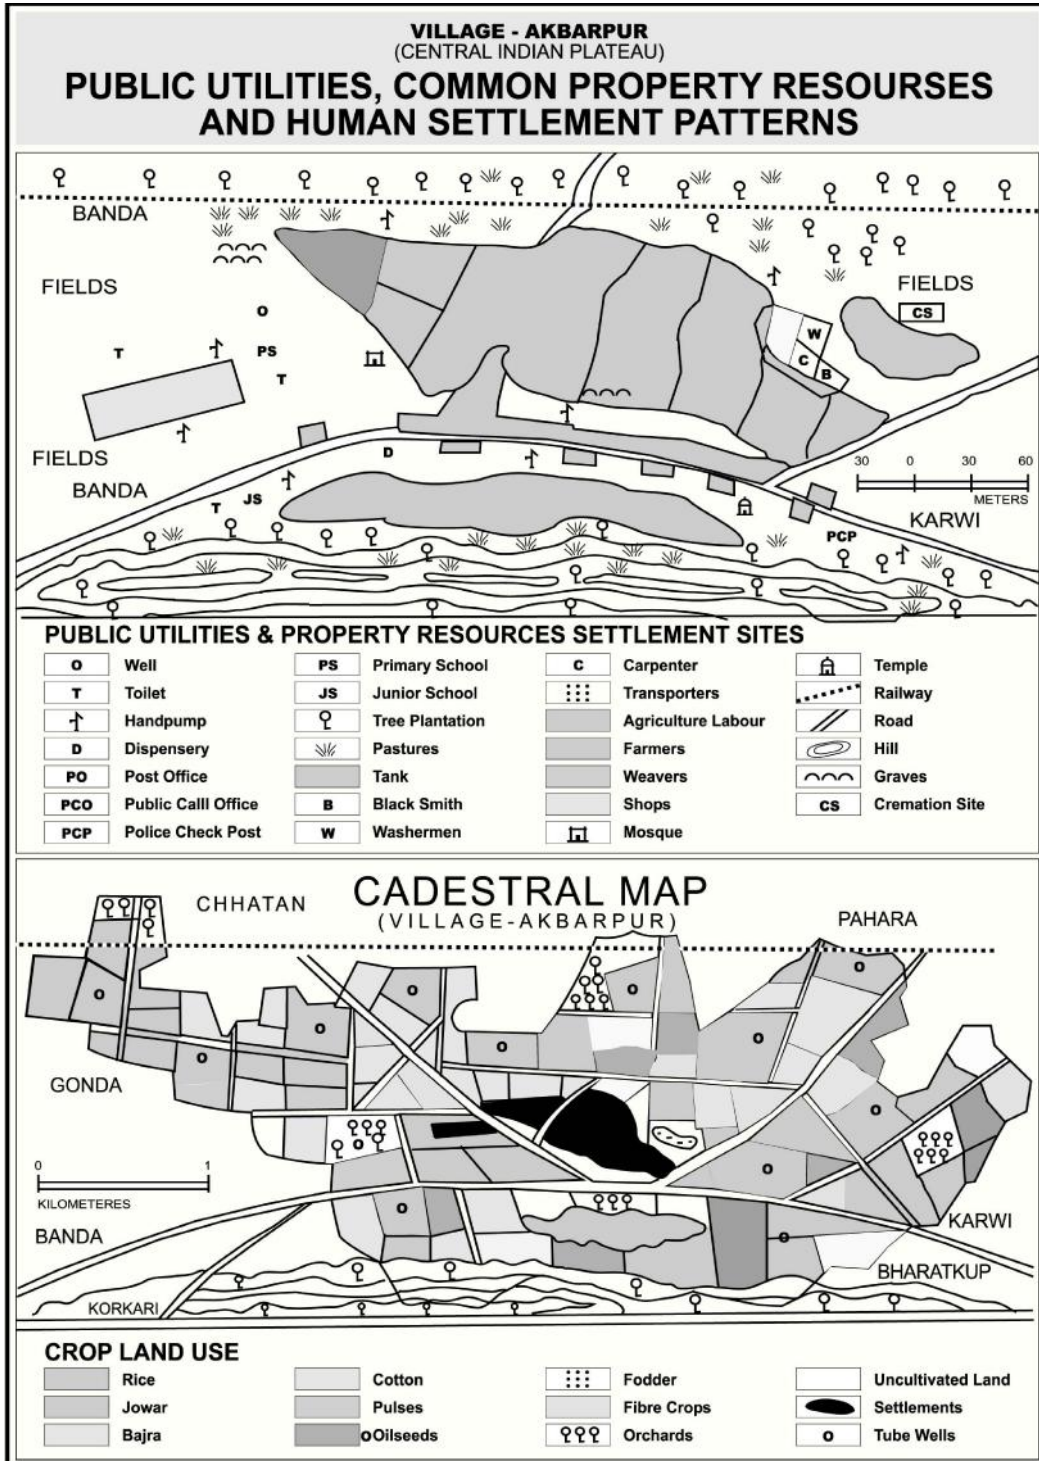 VILLAGE - AKBARPUR
(CENTRAL INDIAN PLATEAU)
PUBLIC UTILITIES, COMMON PROPERTY RESOURSES
AND HUMAN SETTLEMENT PATTERNS
BANDA
FIELDS
FIELDS
CS
O
W
T
PS
C
B
T
FIELDS
D
BANDA
30 0 30 60
METERS
JS
T
KARWI
PCP
PUBLIC UTILITIES & PROPERTY RESOURCES SETTLEMENT SITES
O Well PS Primary School C Carpenter Temple
T Toilet JS Junior School Transporters Railway
Handpump Tree Plantation Agriculture Labour Road
D Dispensery Pastures Farmers Hill
PO Post Office Tank Weavers Graves
PCO Public Calll Office B Black Smith Shops CS Cremation Site
PCP Police Check Post W Washermen Mosque
CADESTRAL MAP
(VILLAGE-AKBARPUR)
CHHATAN
PAHARA
O
O
O
O
O
O
O
O
GONDA
O
O
O
0 1
KILOMETERES
O
O
BANDA
KARWI
BHARATKUP
KORKARI
CROP LAND USE
Rice Cotton Fodder Uncultivated Land
Jowar Pulses Fibre Crops Settlements
Bajra O Oilseeds Orchards O Tube Wells